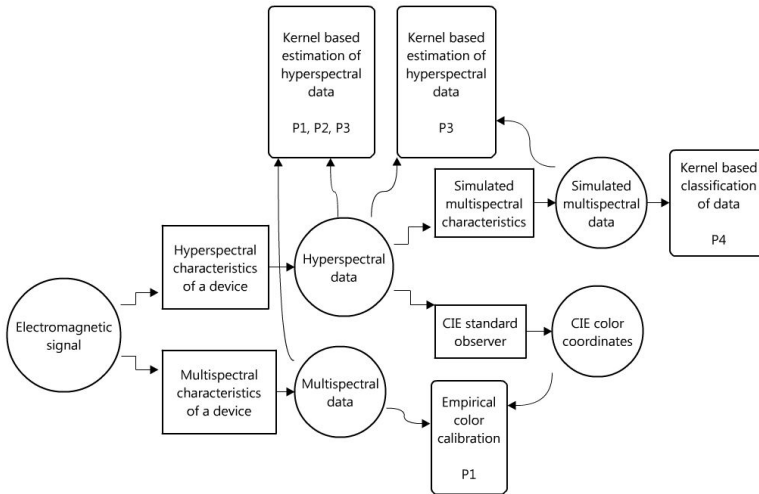 Kernel based
estimation of
hyperspectral
data
P1, P2, P3
Kernel based
estimation of
hyperspectral
data
P3
Simulated
multispectral
characteristics
Simulated
multispectral
data
Kernel based
classification
of data
P4
Hyperspectral
characteristics
of a device
Hyperspectral
data
Electromagnetic
signal
CIE standard
observer
CIE color
coordinates
Multispectral
characteristics
of a device
Multispectral
data
Empirical
color
calibration
P1